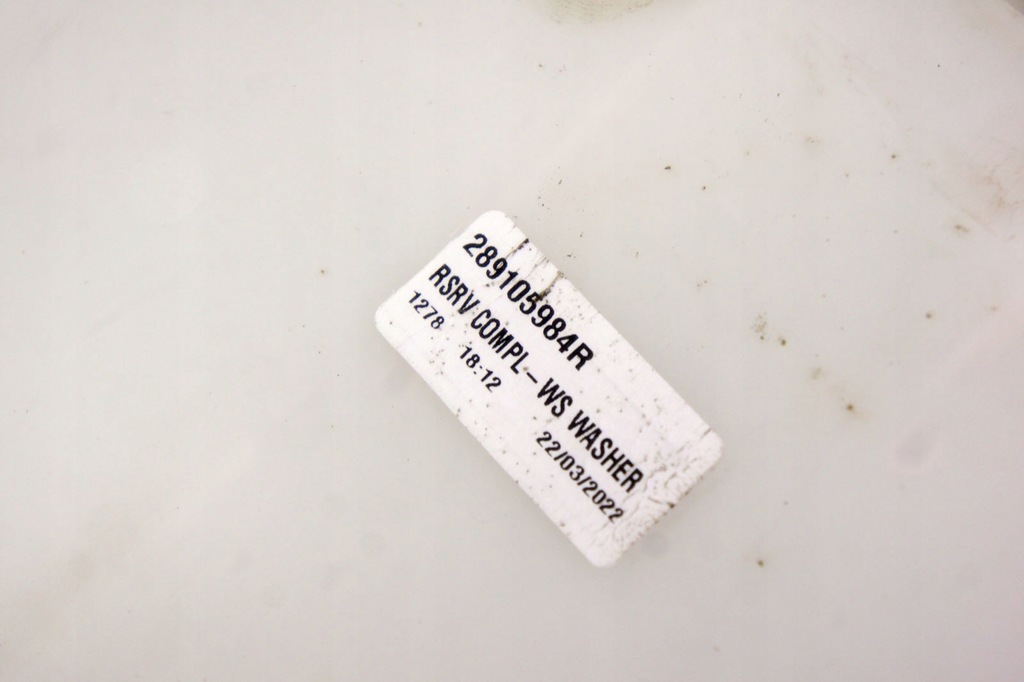 289105984R
RSRV COMPL-WS WASHER
1278 18:12 22/03/2022